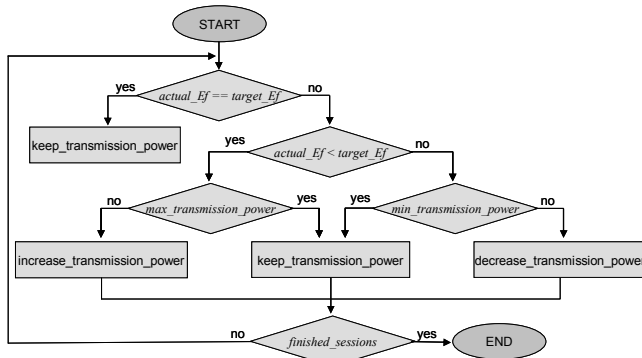 START
yes
actual_Ef == target_Ef
no
keep_transmission_power
yes
actual_Ef < target_Ef
no
no
max_transmission_power
yes
yes
min_transmission_power
no
increase_transmission_power
keep_transmission_power
decrease_transmission_power
no
finished_sessions
yes
END